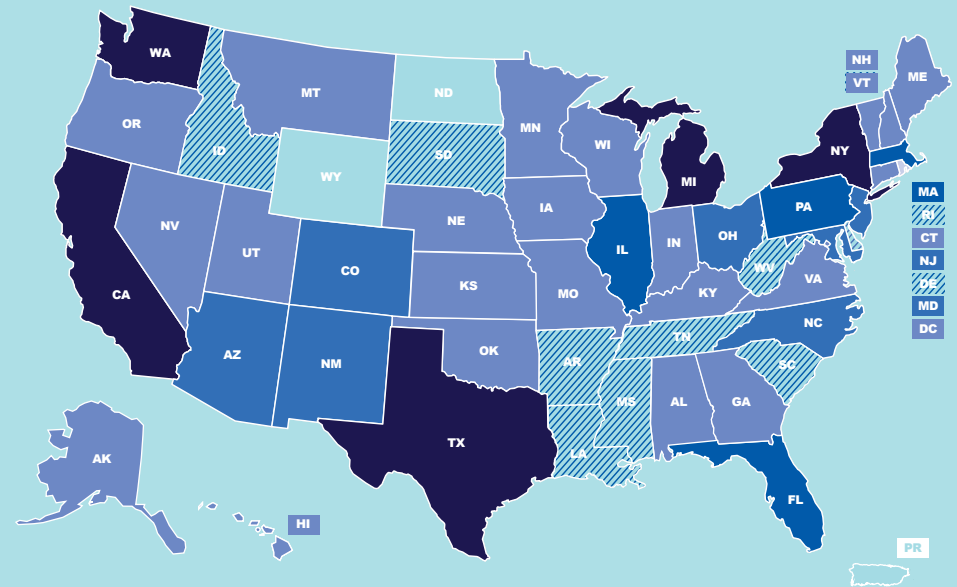 WA
NH
ME
VT
MT
ND
OR
MN
ID
SD
WI
NY
WY
MI
MA
PA
RI
IA
NV
NE
CT
UT
IL
IN
OH
NJ
CO
WV
DE
KS
MO
KY
VA
MD
CA
NC
DC
AZ
NM
OK
AR
TN
SC
MS
AL
GA
TX
LA
AK
FL
HI
PR